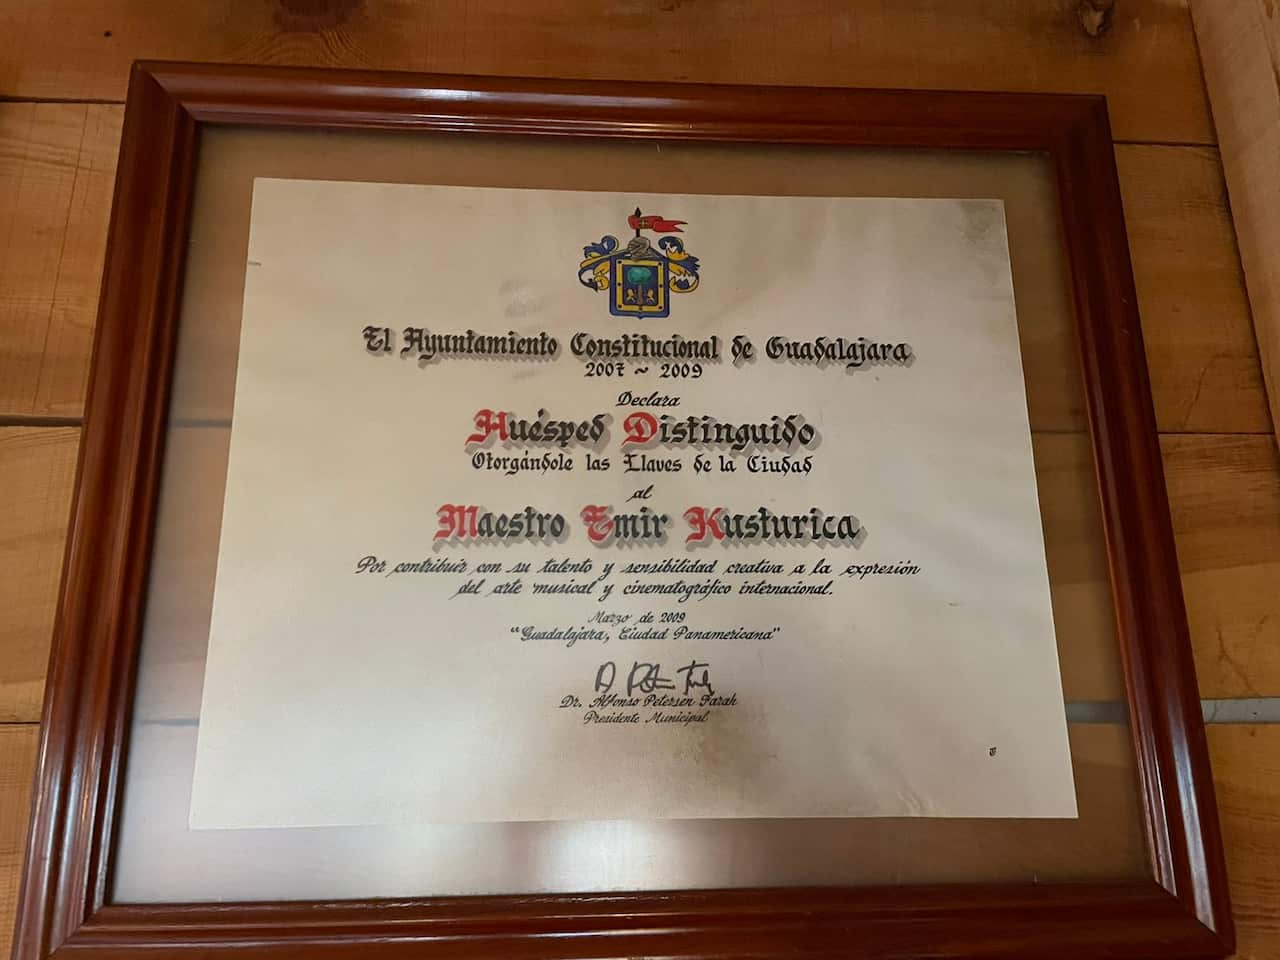 El Ayuntamiento Constitucional de Guadalajara
2007 ~ 2009
Declara
Huésped Distinguido
Otorgándole las Llaves de la Ciudad
al
Maestro Emir Kusturica
Por contribuir con su talento y sensibilidad creativa a la expresión
del arte musical y cinematográfico internacional.
Marzo de 2009
"Guadalajara, Ciudad Panamericana"
Dr. Alfonso Petersen Farah
Presidente Municipal